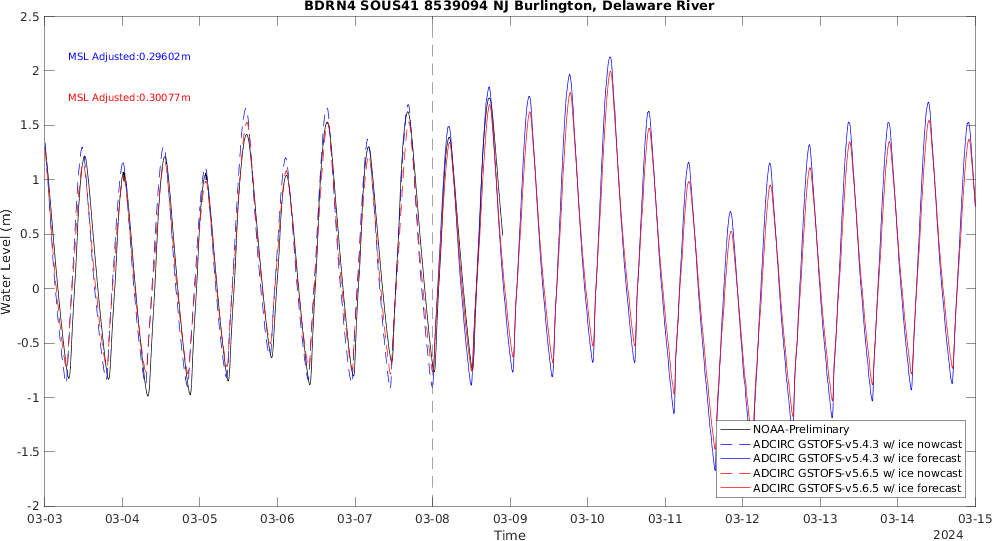 BDRN4 SOUS41 8539094 NJ Burlington, Delaware River
2.5
MSL Adjusted:0.29602m
2
MSL Adjusted:0.30077m
1.5
1
0.5
0
-0.5
-1
-1.5
-2
Water Level (m)
NOAA-Preliminary
ADCIRC GSTOFS-v5.4.3 w/ ice nowcast
ADCIRC GSTOFS-v5.4.3 w/ ice forecast
ADCIRC GSTOFS-v5.6.5 w/ ice nowcast
ADCIRC GSTOFS-v5.6.5 w/ ice forecast
03-03 03-04 03-05 03-06 03-07 03-08 03-09 03-10 03-11 03-12 03-13 03-14 03-15
Time
2024